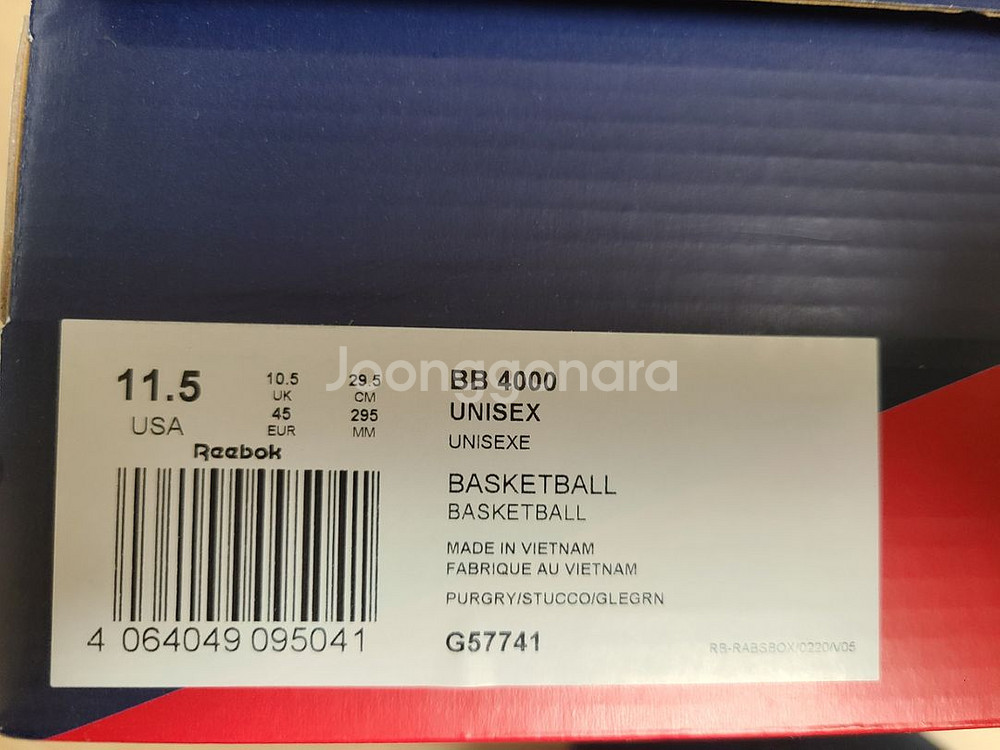 Joonggonara
11.5
USA
10.5
UK
45
EUR
29.5
CM
295
MM
Reebok
4 064049 095041
BB 4000
UNISEX
UNISEXE
BASKETBALL
BASKETBALL
MADE IN VIETNAM
FABRIQUE AU VIETNAM
PURGRY/STUCCO/GLEGRN
G57741
RB-RABSBOX/0220/V05